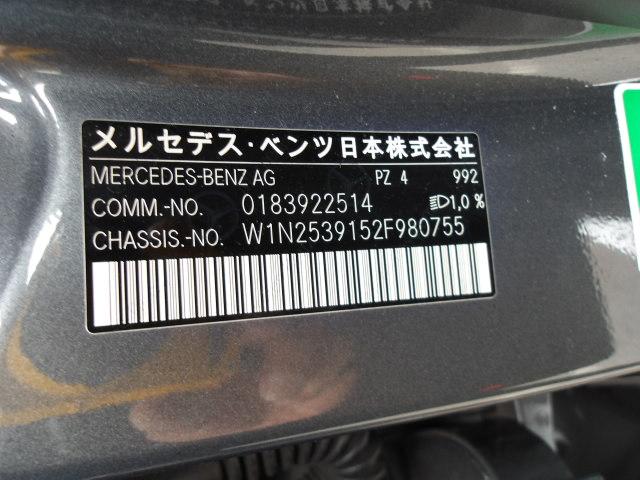 メルセデス・ベンツ日本株式会社
MERCEDES-BENZ AG PZ 4 992
COMM.-NO. 0183922514 1,0 %
CHASSIS.-NO. W1N2539152F980755